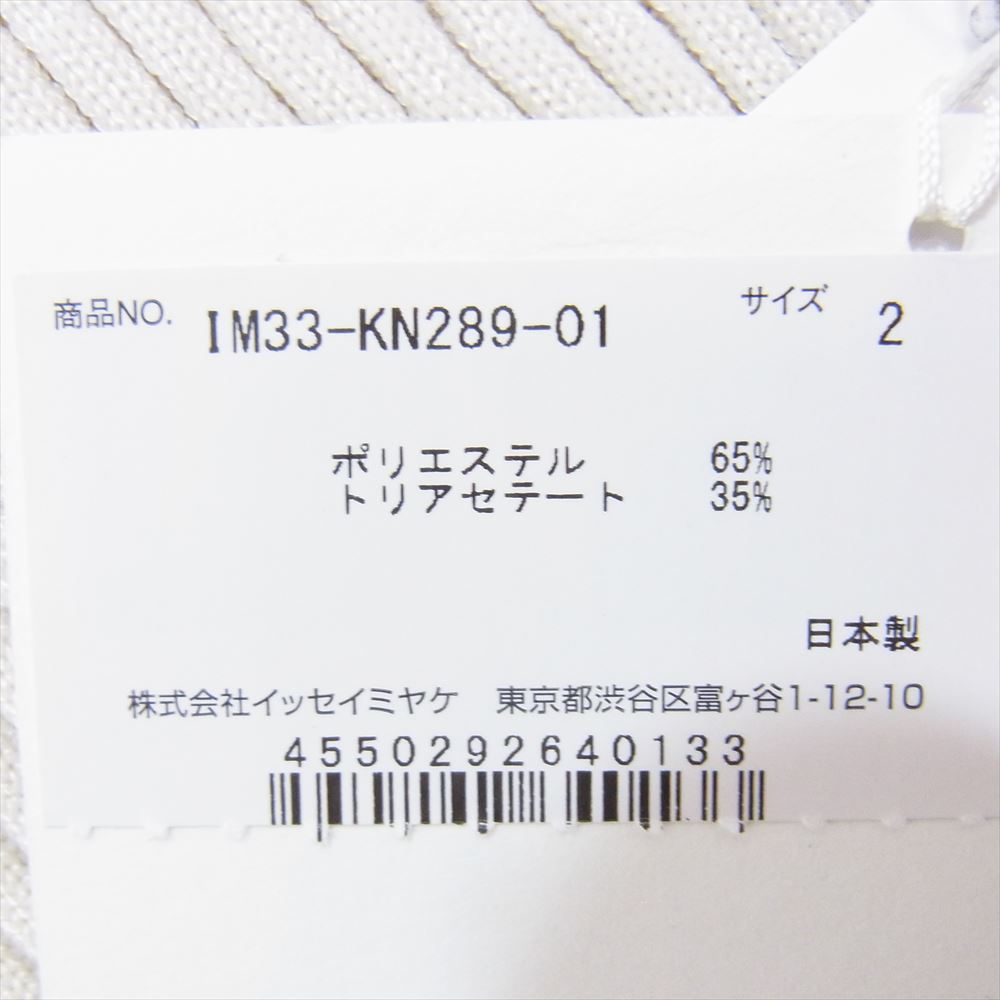 商品NO. IM33-KN289-01 サイズ 2
ポリエステル 65%
トリアセテート 35%
日本製
株式会社イッセイミヤケ 東京都渋谷区富ヶ谷1-12-10
4550292640133